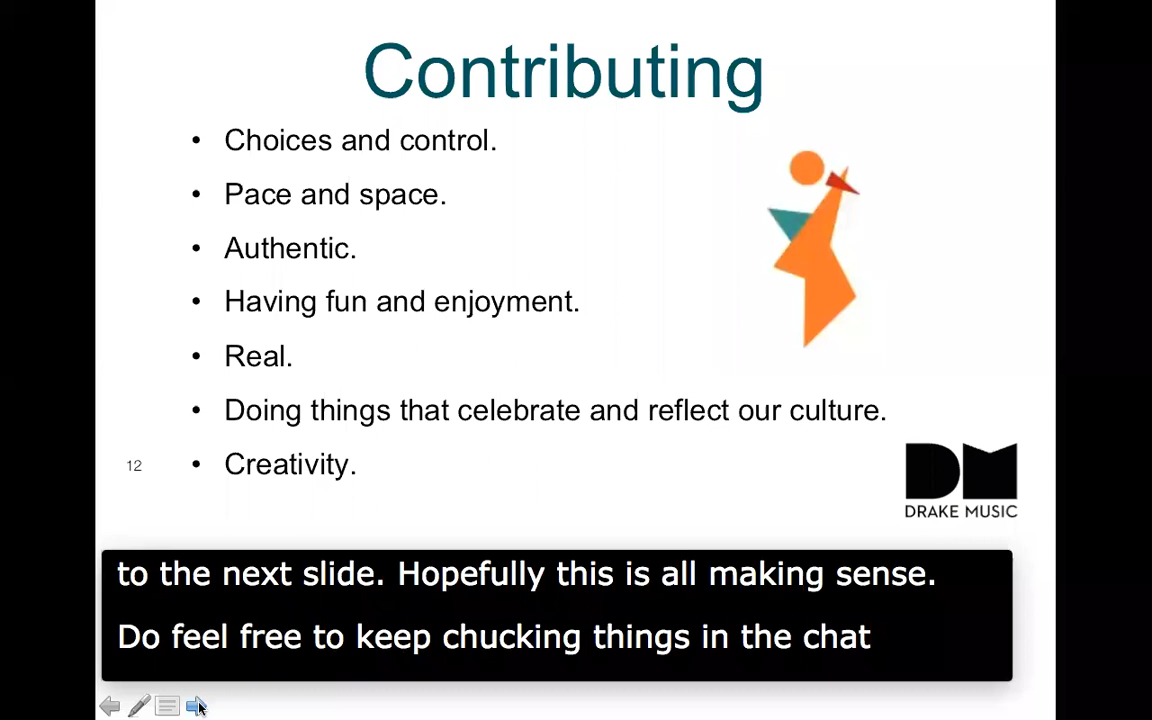 Contributing
• Choices and control.
• Pace and space.
• Authentic.
• Having fun and enjoyment.
• Real.
• Doing things that celebrate and reflect our culture.
12
• Creativity.
DM
DRAKE MUSIC
to the next slide. Hopefully this is all making sense.
Do feel free to keep chucking things in the chat